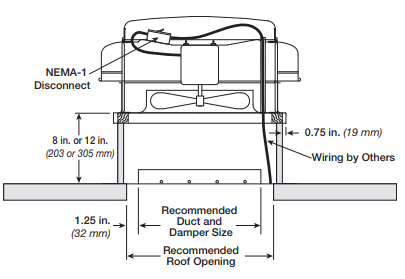 NEMA-1
Disconnect
0.75 in. (19 mm)
8 in. or 12 in.
(203 or 305 mm)
Wiring by Others
1.25 in.
(32 mm)
Recommended
Duct and
Damper Size
Recommended
Roof Opening